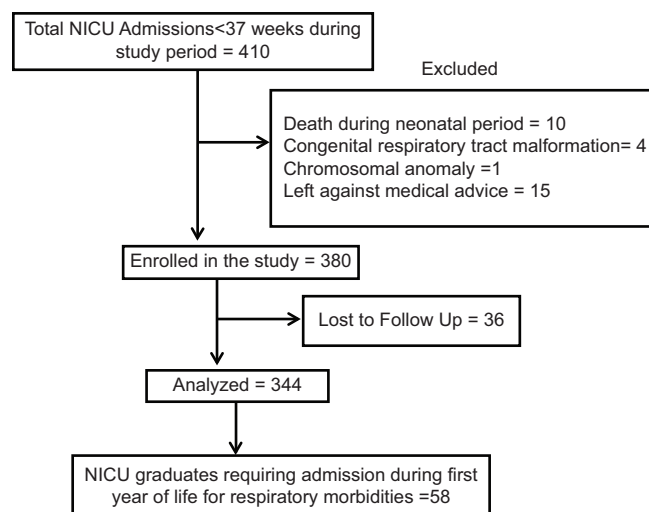 Total NICU Admissions<37 weeks during
study period = 410
Excluded
Death during neonatal period = 10
Congenital respiratory tract malformation= 4
Chromosomal anomaly =1
Left against medical advice = 15
Enrolled in the study = 380
Lost to Follow Up = 36
Analyzed = 344
NICU graduates requiring admission during first
year of life for respiratory morbidities =58